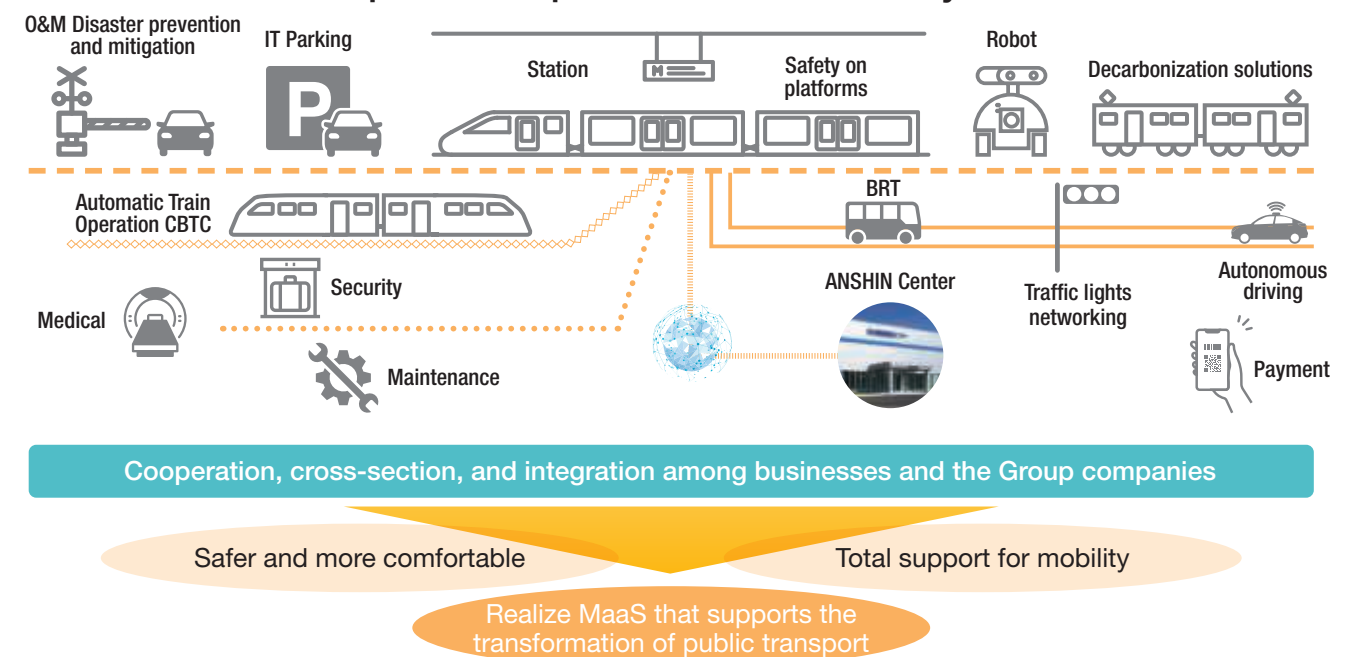 O&M Disaster prevention
and mitigation
IT Parking
P
Station
M
Safety on
platforms
Robot
Decarbonization solutions
Automatic Train
Operation CBTC
BRT
Security
ANSHIN Center
Traffic lights
networking
Autonomous
driving
Medical
Maintenance
Payment
Cooperation, cross-section, and integration among businesses and the Group companies
Safer and more comfortable
Total support for mobility
Realize MaaS that supports the
transformation of public transport